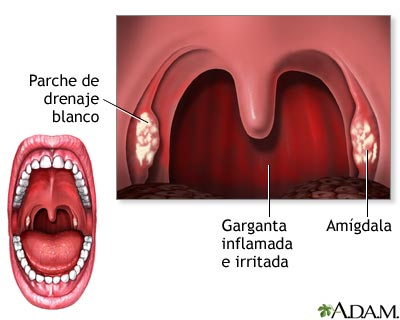 Parche de
drenaje
blanco
Garganta
inflamada
e irritada
Amígdala
A.D.A.M.